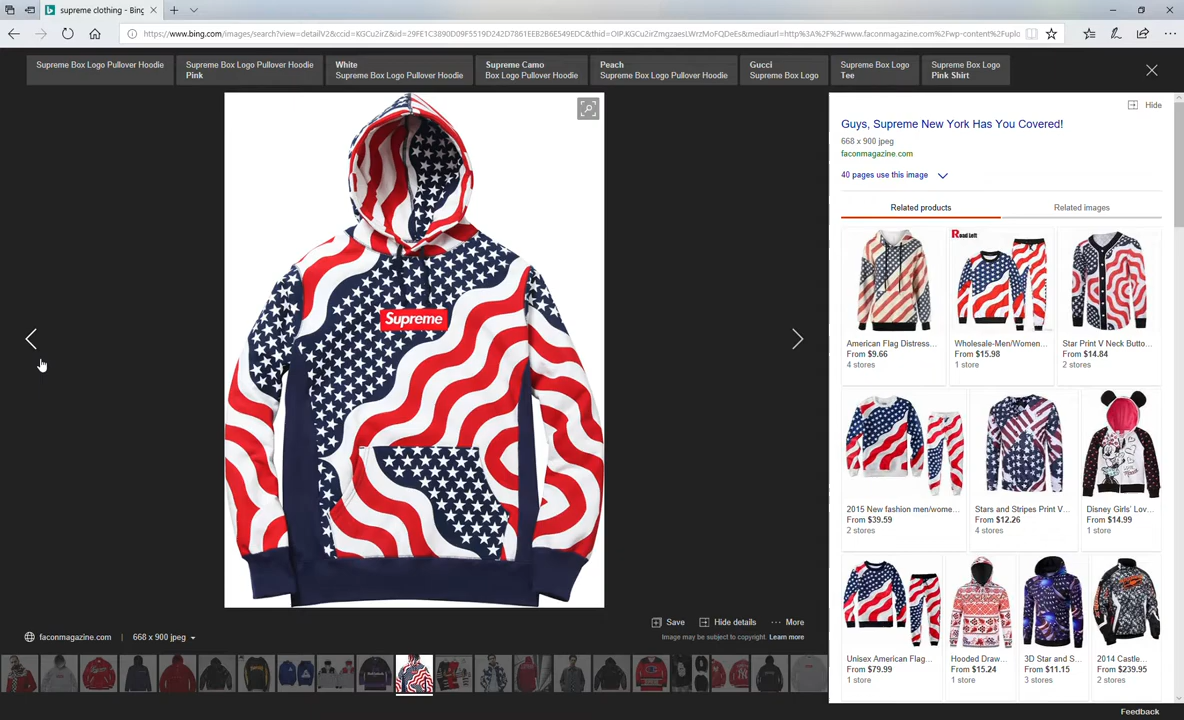 supreme clothing - Bing
https://www.bing.com/images/search?view=detailV2&ccid=KGCu2irZ&id=29FE1C3890D09F5519D242D7861EEB2B6E549EDC&thid=OIP.KGCu2irZmgzaesLWrzMoFQDeEs&mediaurl=http%3A%2F%2Fwww.faconmagazine.com%2Fwp-content%2Fuplo
Supreme Box Logo Pullover Hoodie
Supreme Box Logo Pullover Hoodie
Pink
White
Supreme Box Logo Pullover Hoodie
Supreme Camo
Box Logo Pullover Hoodie
Peach
Supreme Box Logo Pullover Hoodie
Gucci
Supreme Box Logo
Supreme Box Logo
Tee
Supreme Box Logo
Pink Shirt
Supreme
Hide
Guys, Supreme New York Has You Covered!
668 x 900 jpeg
faconmagazine.com
40 pages use this image
Related products
Related images
Road Left
American Flag Distress...
From $9.66
4 stores
Wholesale-Men/Women...
From $15.98
1 store
Star Print V Neck Butto...
From $14.84
2 stores
2015 New fashion men/wome...
From $39.59
2 stores
Stars and Stripes Print V...
From $12.26
4 stores
Disney Girls' Lov...
From $14.99
1 store
Unisex American Flag...
From $79.99
1 store
Hooded Draw...
From $15.24
1 store
3D Star and S...
From $11.15
3 stores
2014 Castle...
From $239.95
2 stores
Save
Hide details
More
Image may be subject to copyright. Learn more
faconmagazine.com
668 x 900 jpeg
Feedback